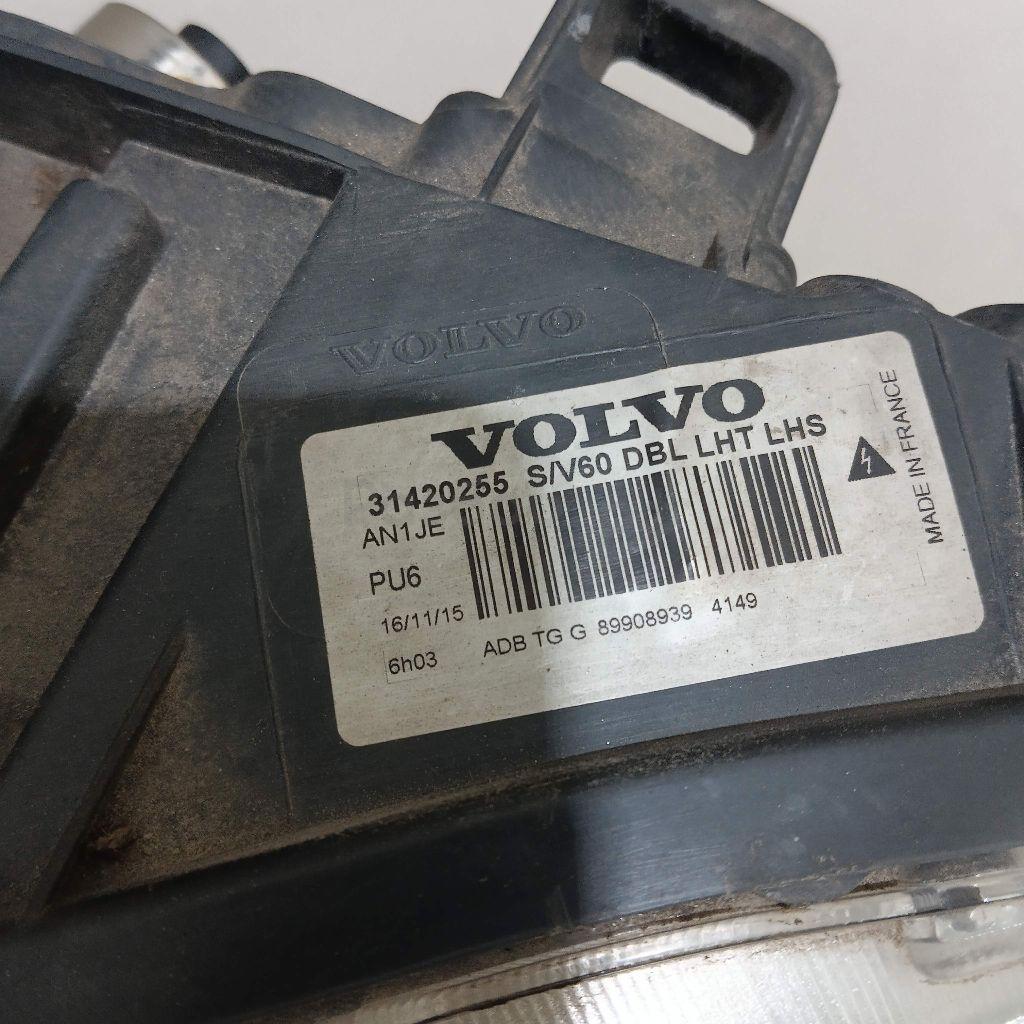 VOLVO
VOLVO
31420255 S/V60 DBL LHT LHS
AN1JE
PU6
16/11/15
6h03 ADB TG G 89908939 4149
MADE IN FRANCE